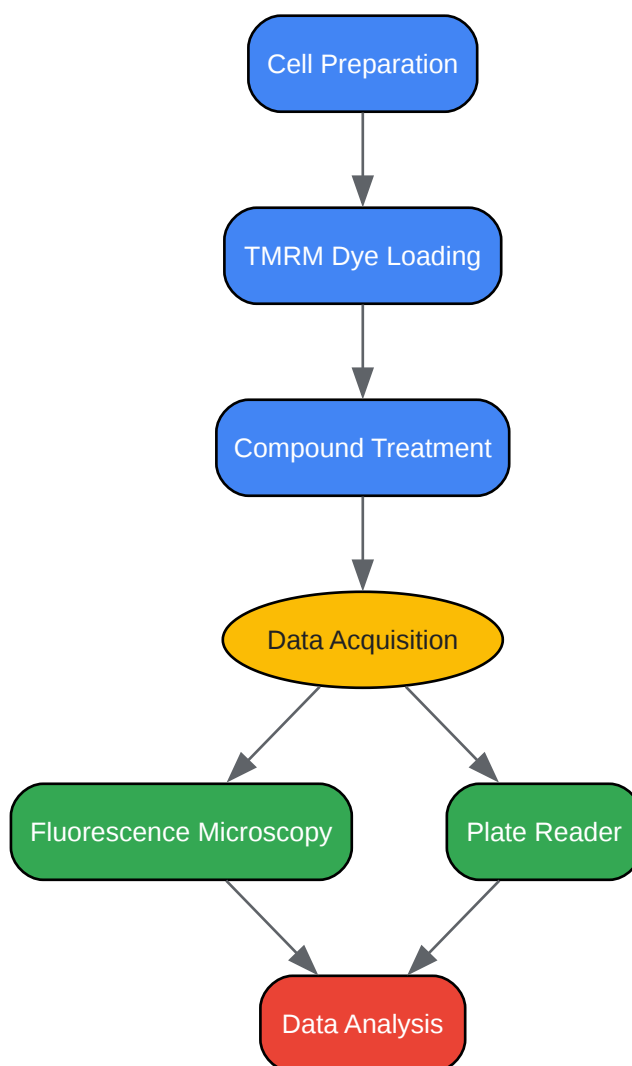 Cell Preparation
TMRM Dye Loading
Compound Treatment
Data Acquisition
Fluorescence Microscopy
Plate Reader
Data Analysis